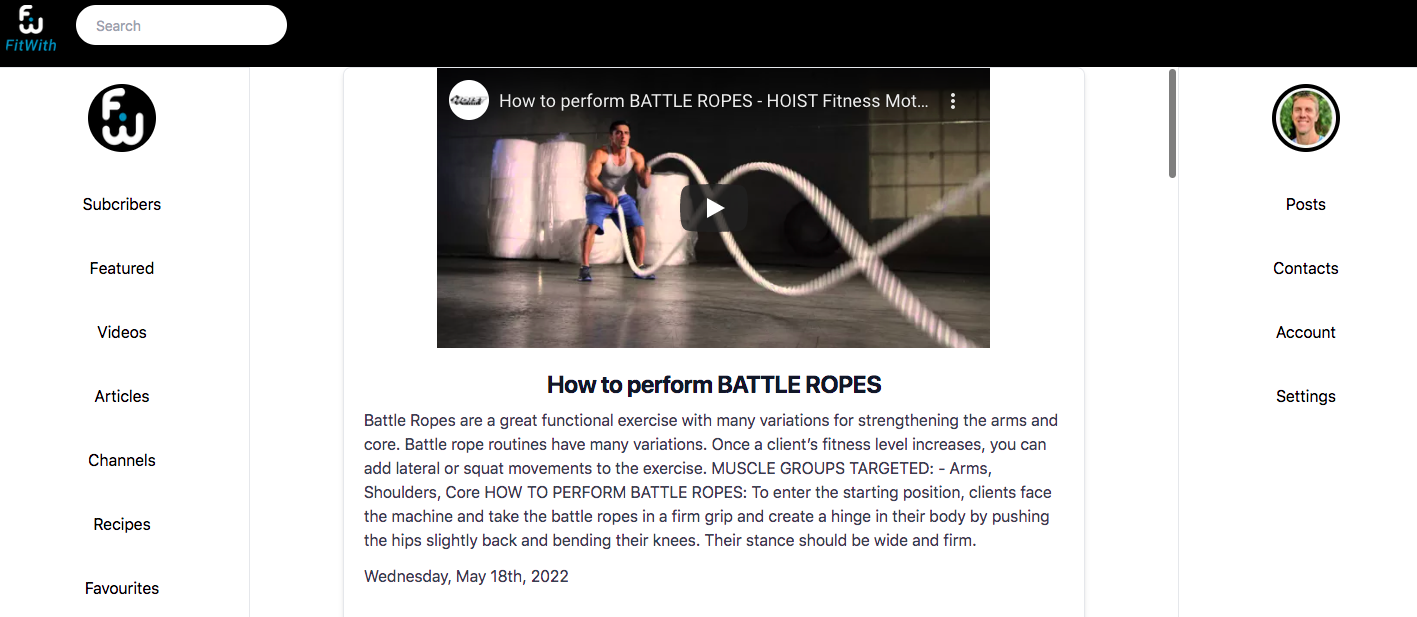 FW
FitWith
Search
FW
Subcribers
Featured
Videos
Articles
Channels
Recipes
Favourites
HOIST
How to perform BATTLE ROPES - HOIST Fitness Mot...
How to perform BATTLE ROPES
Battle Ropes are a great functional exercise with many variations for strengthening the arms and
core. Battle rope routines have many variations. Once a client’s fitness level increases, you can
add lateral or squat movements to the exercise. MUSCLE GROUPS TARGETED: - Arms,
Shoulders, Core HOW TO PERFORM BATTLE ROPES: To enter the starting position, clients face
the machine and take the battle ropes in a firm grip and create a hinge in their body by pushing
the hips slightly back and bending their knees. Their stance should be wide and firm.
Wednesday, May 18th, 2022
Posts
Contacts
Account
Settings